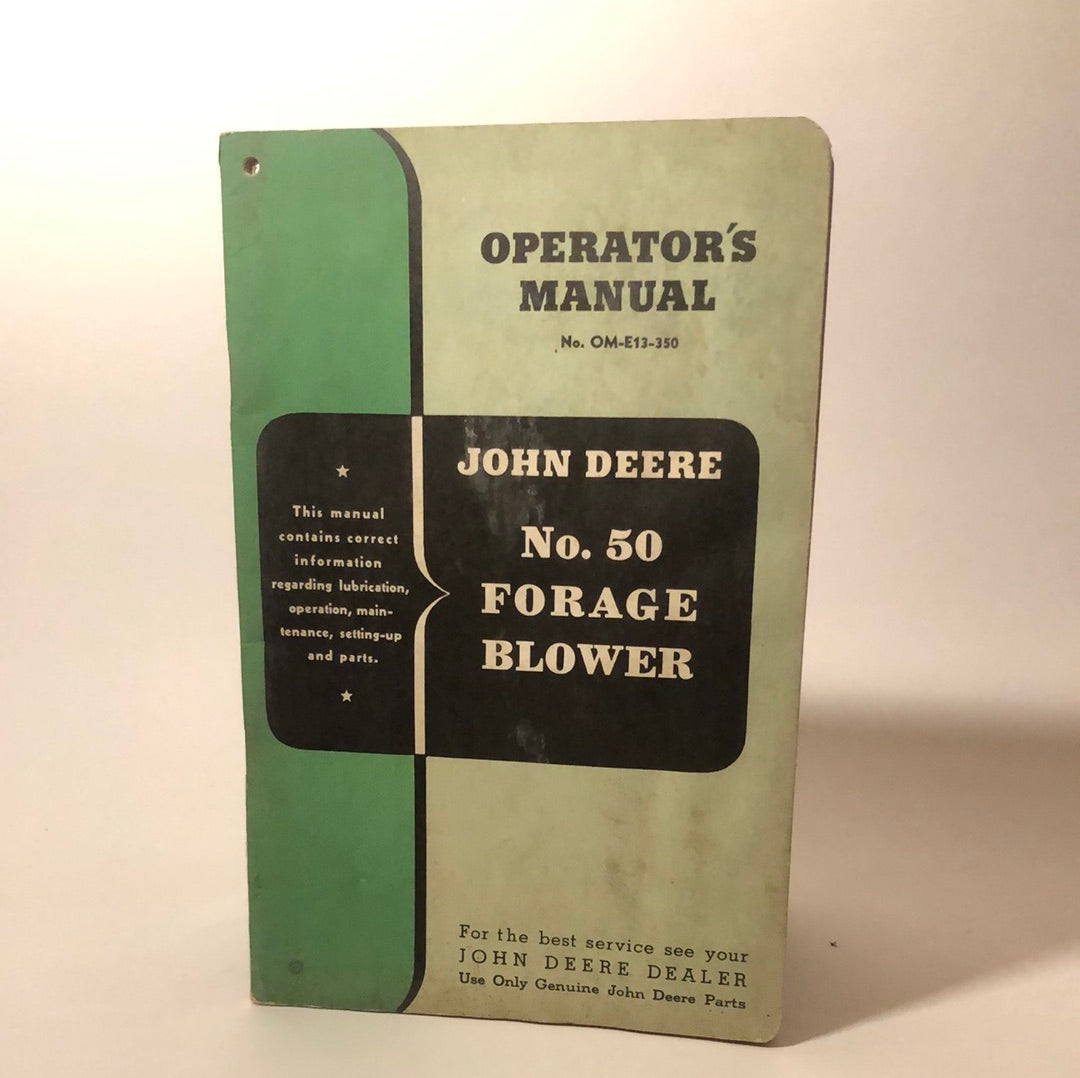 OPERATOR'S
MANUAL
No. OM-E13-350
This manual
contains correct
information
regarding lubrication,
operation, main-
tenance, setting-up
and parts.
JOHN DEERE
No. 50
FORAGE
BLOWER
For the best service see your
JOHN DEERE DEALER
Use Only Genuine John Deere Parts